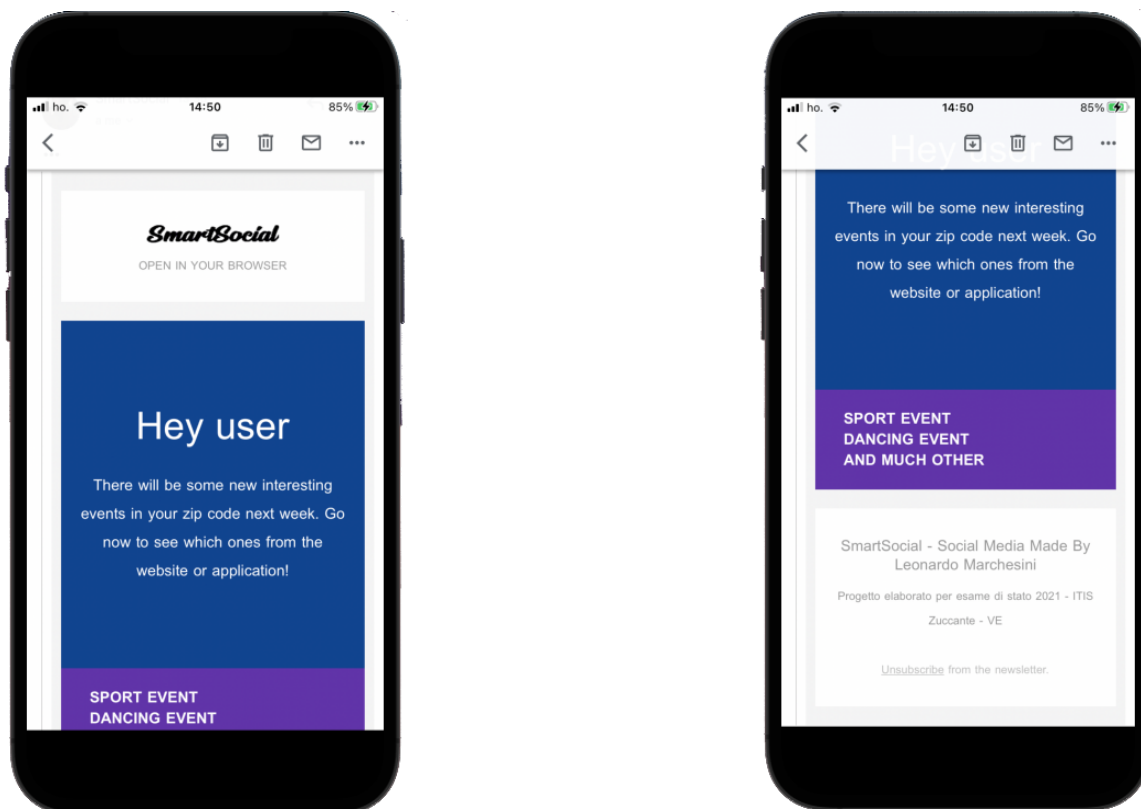 ho.
14:50
85%
SmartSocial
OPEN IN YOUR BROWSER
Hey user
There will be some new interesting
events in your zip code next week. Go
now to see which ones from the
website or application!
SPORT EVENT
DANCING EVENT
ho.
14:50
85%
Hey user
There will be some new interesting
events in your zip code next week. Go
now to see which ones from the
website or application!
SPORT EVENT
DANCING EVENT
AND MUCH OTHER
SmartSocial - Social Media Made By
Leonardo Marchesini
Progetto elaborato per esame di stato 2021 - ITIS
Zuccante - VE
Unsubscribe from the newsletter.